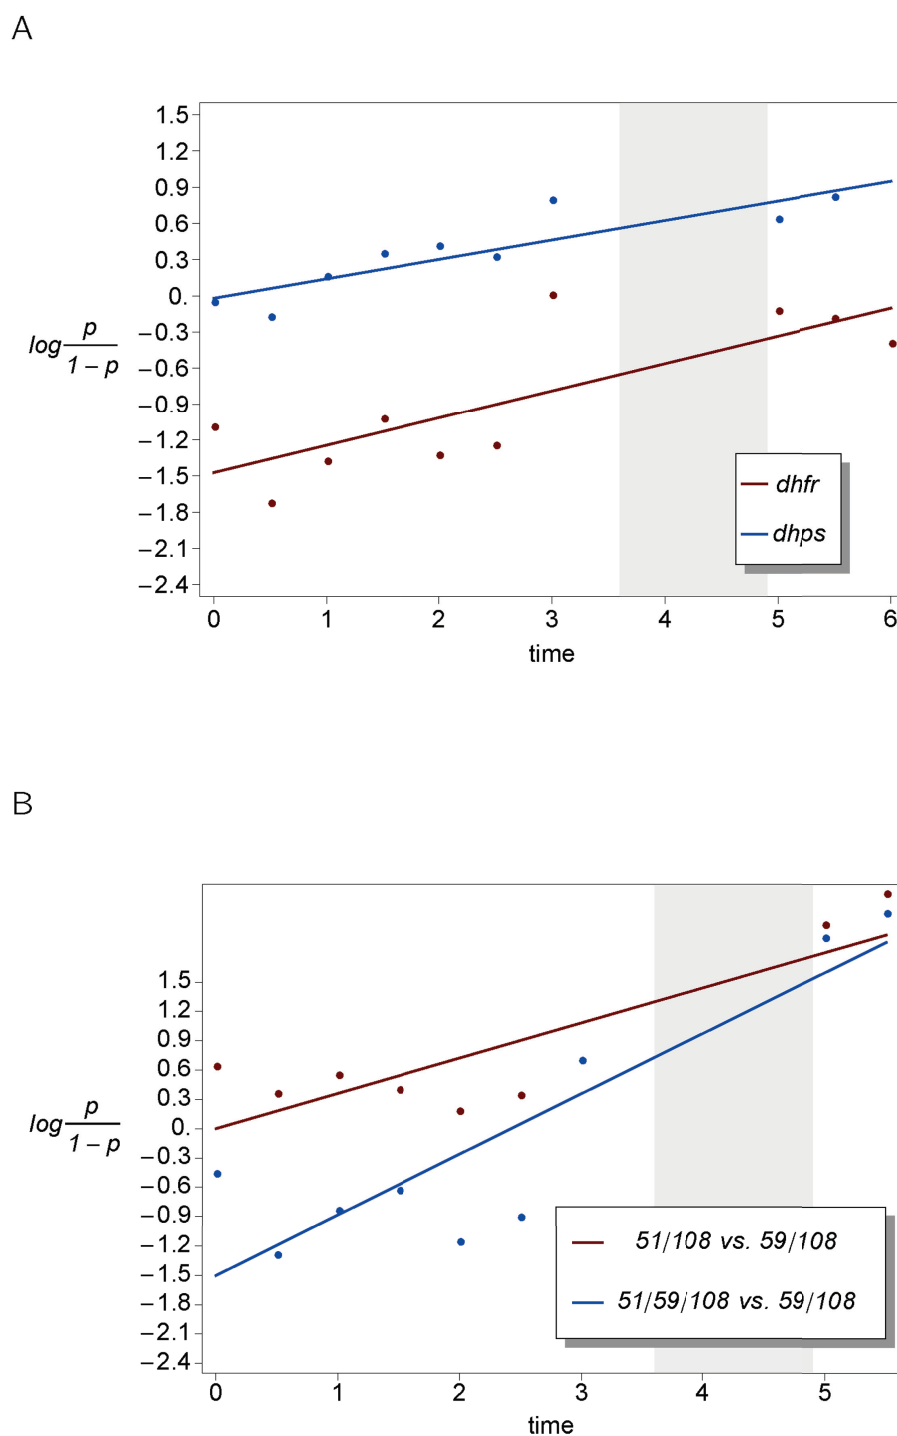 A
1.5
1.2
0.9
0.6
0.3
0.
−0.3
−0.6
−0.9
−1.2
−1.5
−1.8
−2.1
−2.4
log p
1 − p
dhfr
dhps
0 1 2 3 4 5 6
time
B
1.5
1.2
0.9
0.6
0.3
0.
−0.3
−0.6
−0.9
−1.2
−1.5
−1.8
−2.1
−2.4
log p
1 − p
51/108 vs. 59/108
51/59/108 vs. 59/108
0 1 2 3 4 5
time